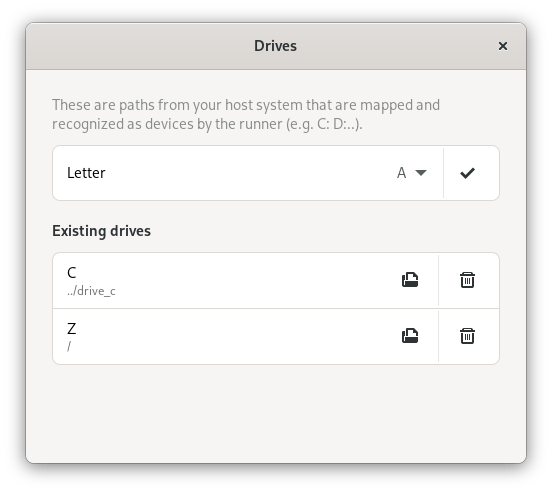 Drives
These are paths from your host system that are mapped and
recognized as devices by the runner (e.g. C: D:..).
Letter A
Existing drives
C
../drive_c
Z
/